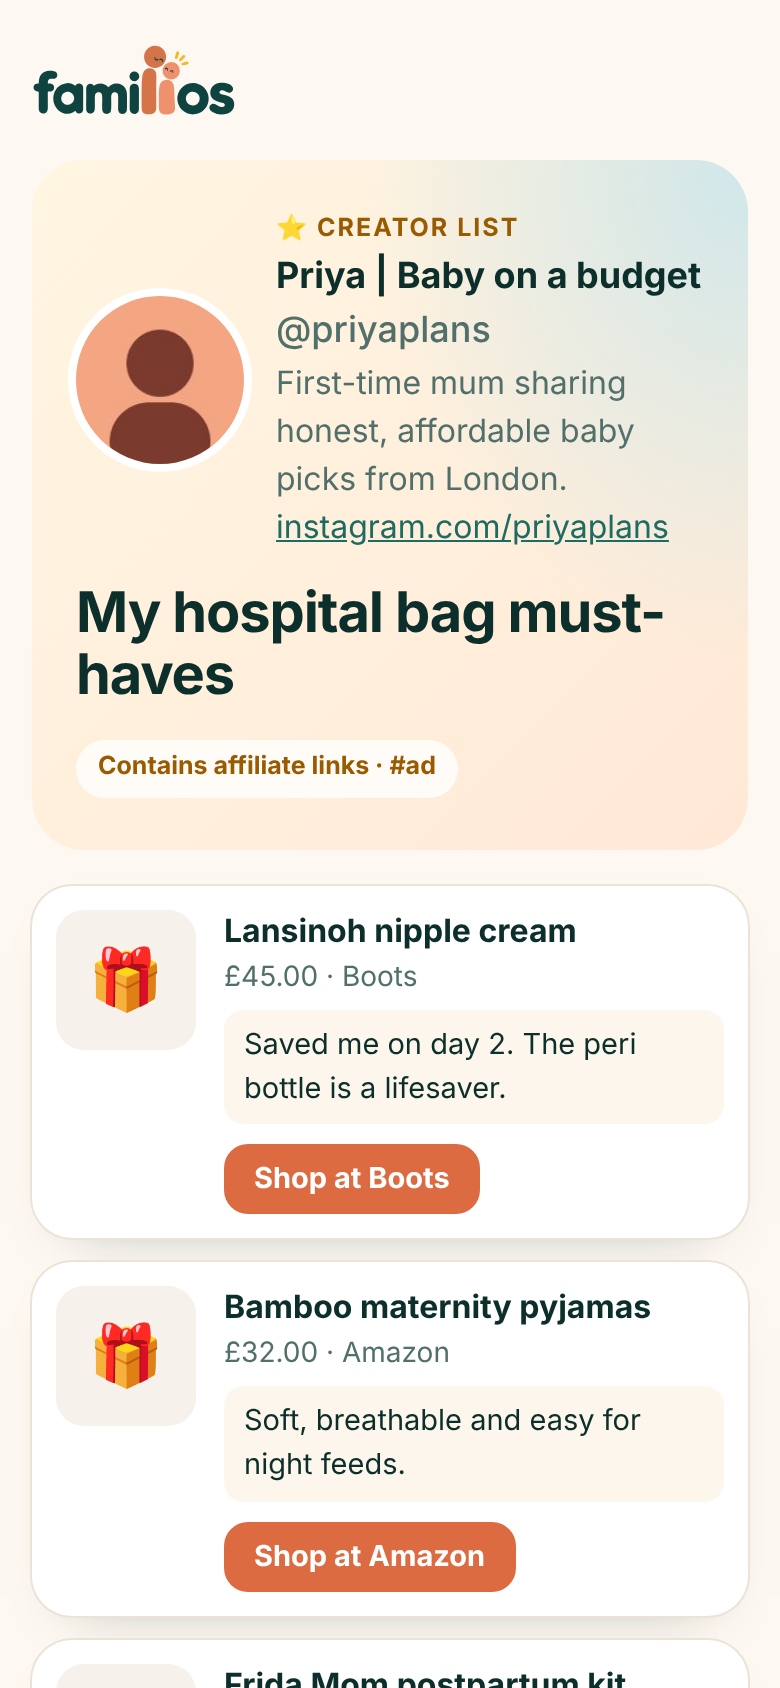 famillos
⭐ CREATOR LIST
Priya | Baby on a budget
@priyaplans
First-time mum sharing
honest, affordable baby
picks from London.
instagram.com/priyaplans
My hospital bag must-
haves
Contains affiliate links · #ad
Lansinoh nipple cream
£45.00 · Boots
Saved me on day 2. The peri
bottle is a lifesaver.
Shop at Boots
Bamboo maternity pyjamas
£32.00 · Amazon
Soft, breathable and easy for
night feeds.
Shop at Amazon
Frida Mom postpartum kit